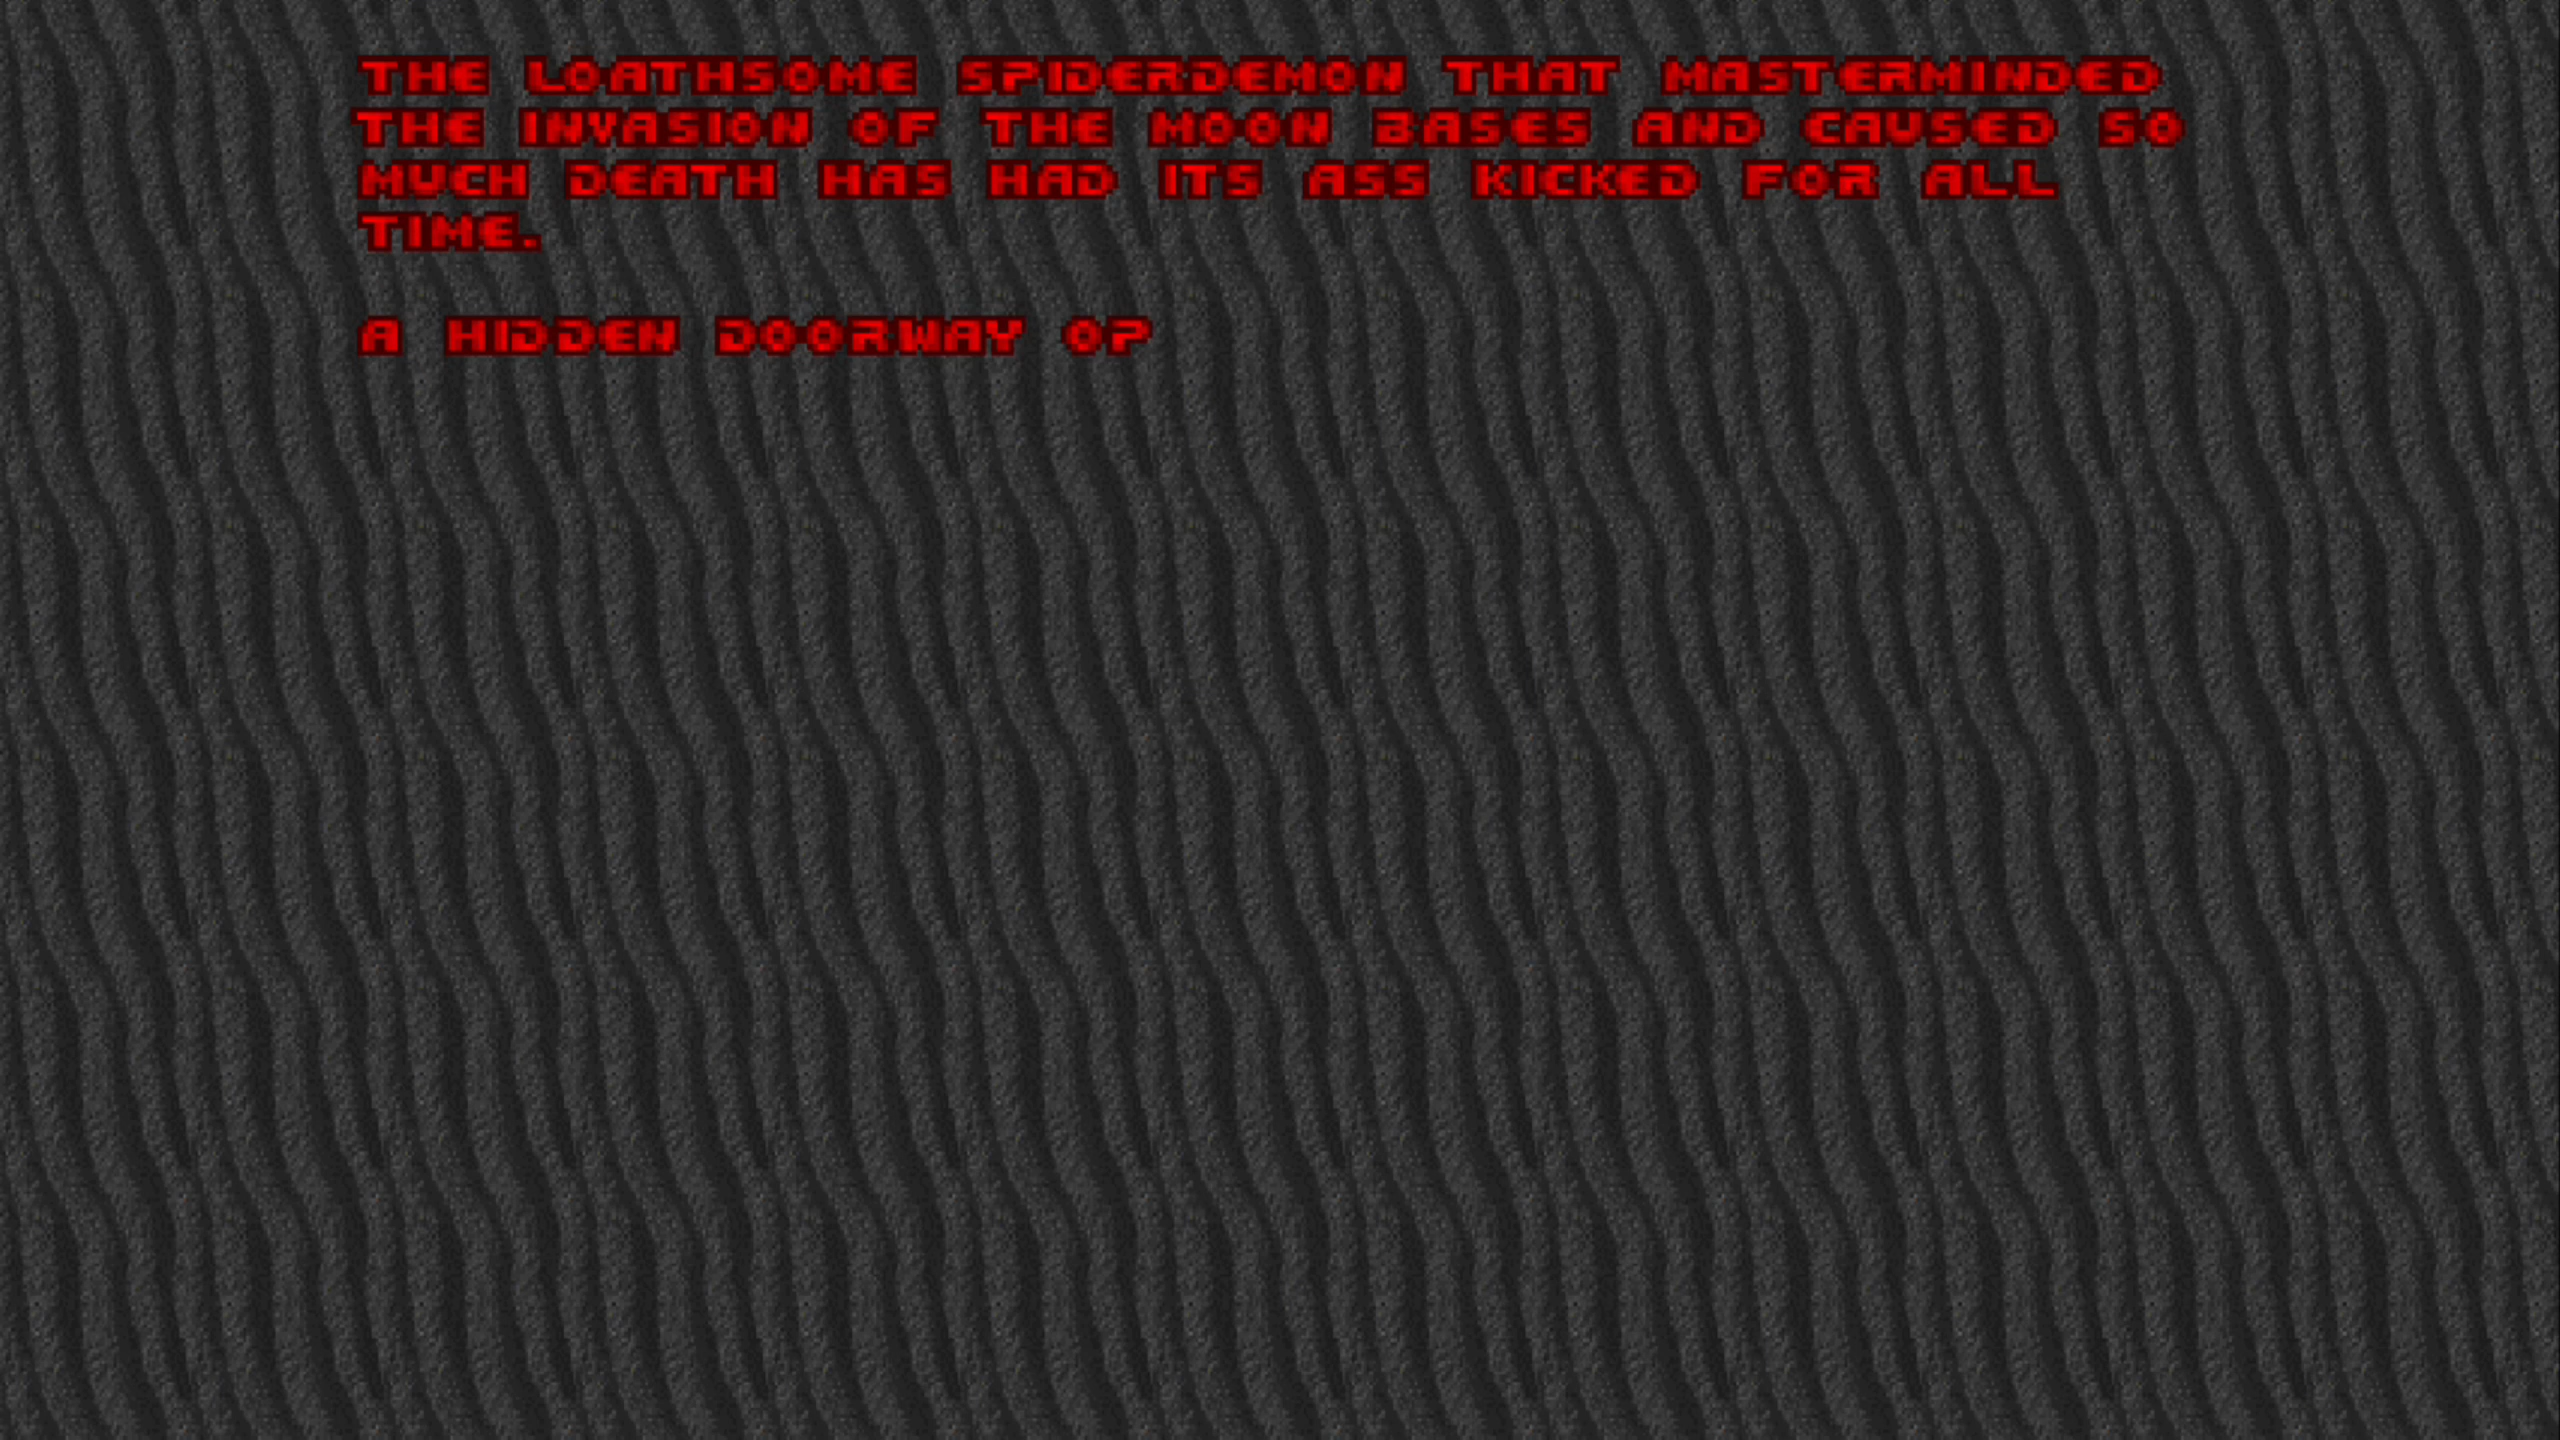 THE LOATHSOME SPIDERDEMON THAT MASTERMINDED
THE INVASION OF THE MOON BASES AND CAUSED SO
MUCH DEATH HAS HAD ITS ASS KICKED FOR ALL
TIME.
A HIDDEN DOORWAY OP